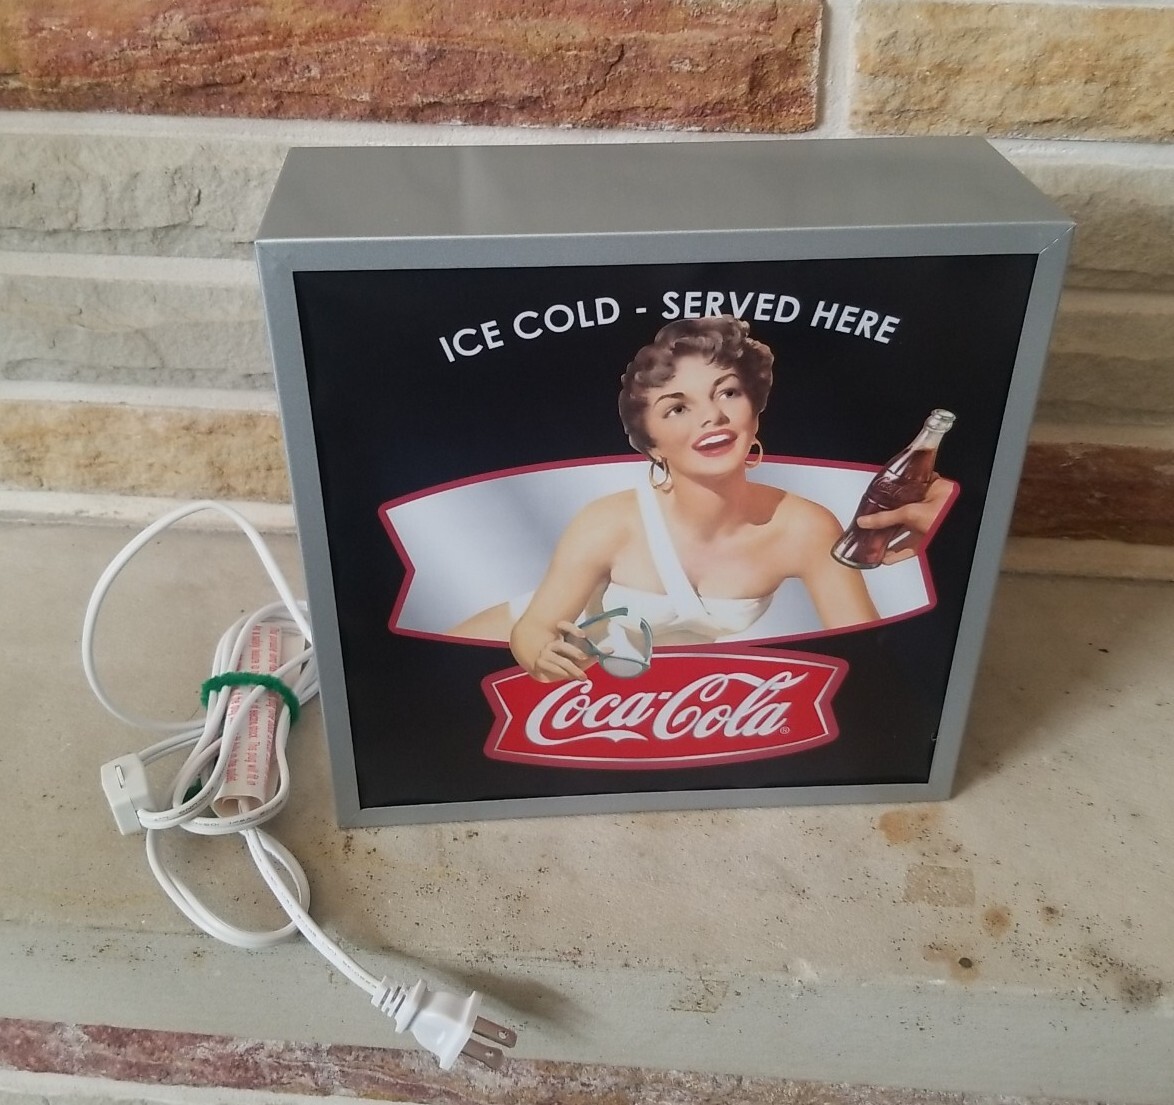 ICE COLD - SERVED HERE
Coca-Cola®